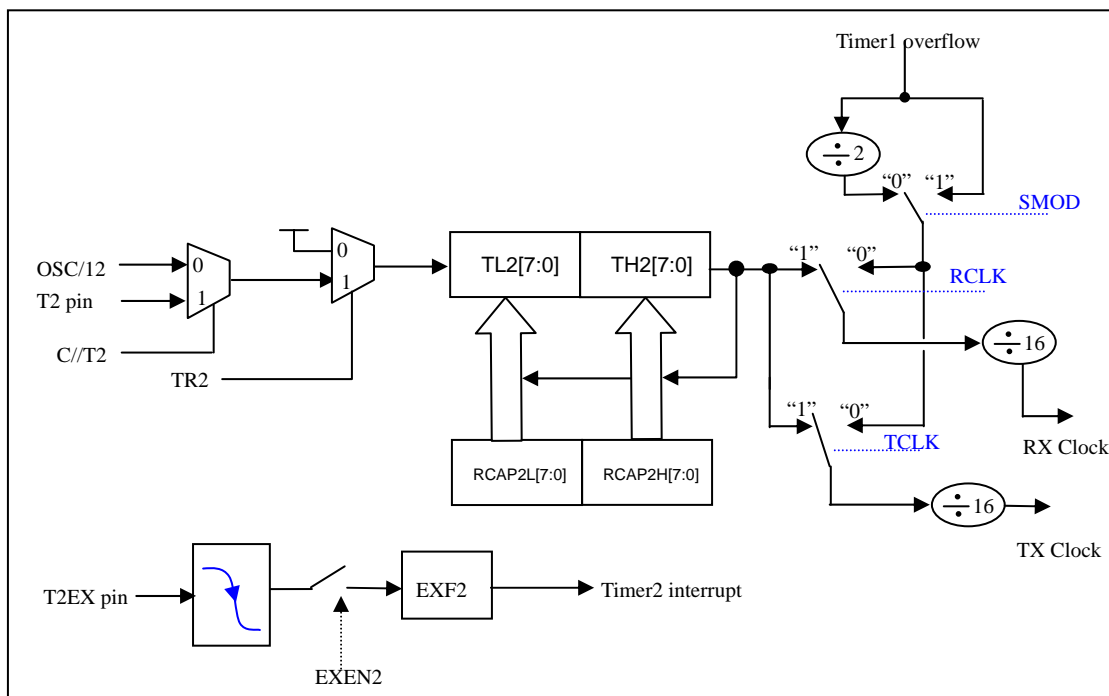 Timer1 overflow
÷ 2
“0” “1”
SMOD
OSC/12
T2 pin
C//T2
TR2
0
1
0
1
TL2[7:0]
TH2[7:0]
“1” “0”
RCLK
÷ 16
RX Clock
“1” “0”
TCLK
÷ 16
TX Clock
RCAP2L[7:0]
RCAP2H[7:0]
T2EX pin
EXF2
Timer2 interrupt
EXEN2